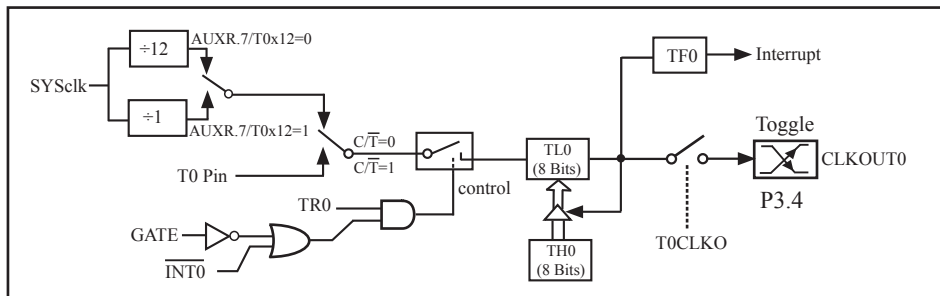 ÷12
AUXR.7/T0x12=0
SYSclk
÷1
AUXR.7/T0x12=1
C/T̅=0
C/T̅=1
T0 Pin
control
TR0
GATE
I̅N̅T̅0̅
TL0
(8 Bits)
TH0
(8 Bits)
TF0
Interrupt
Toggle
CLKOUT0
P3.4
T0CLKO